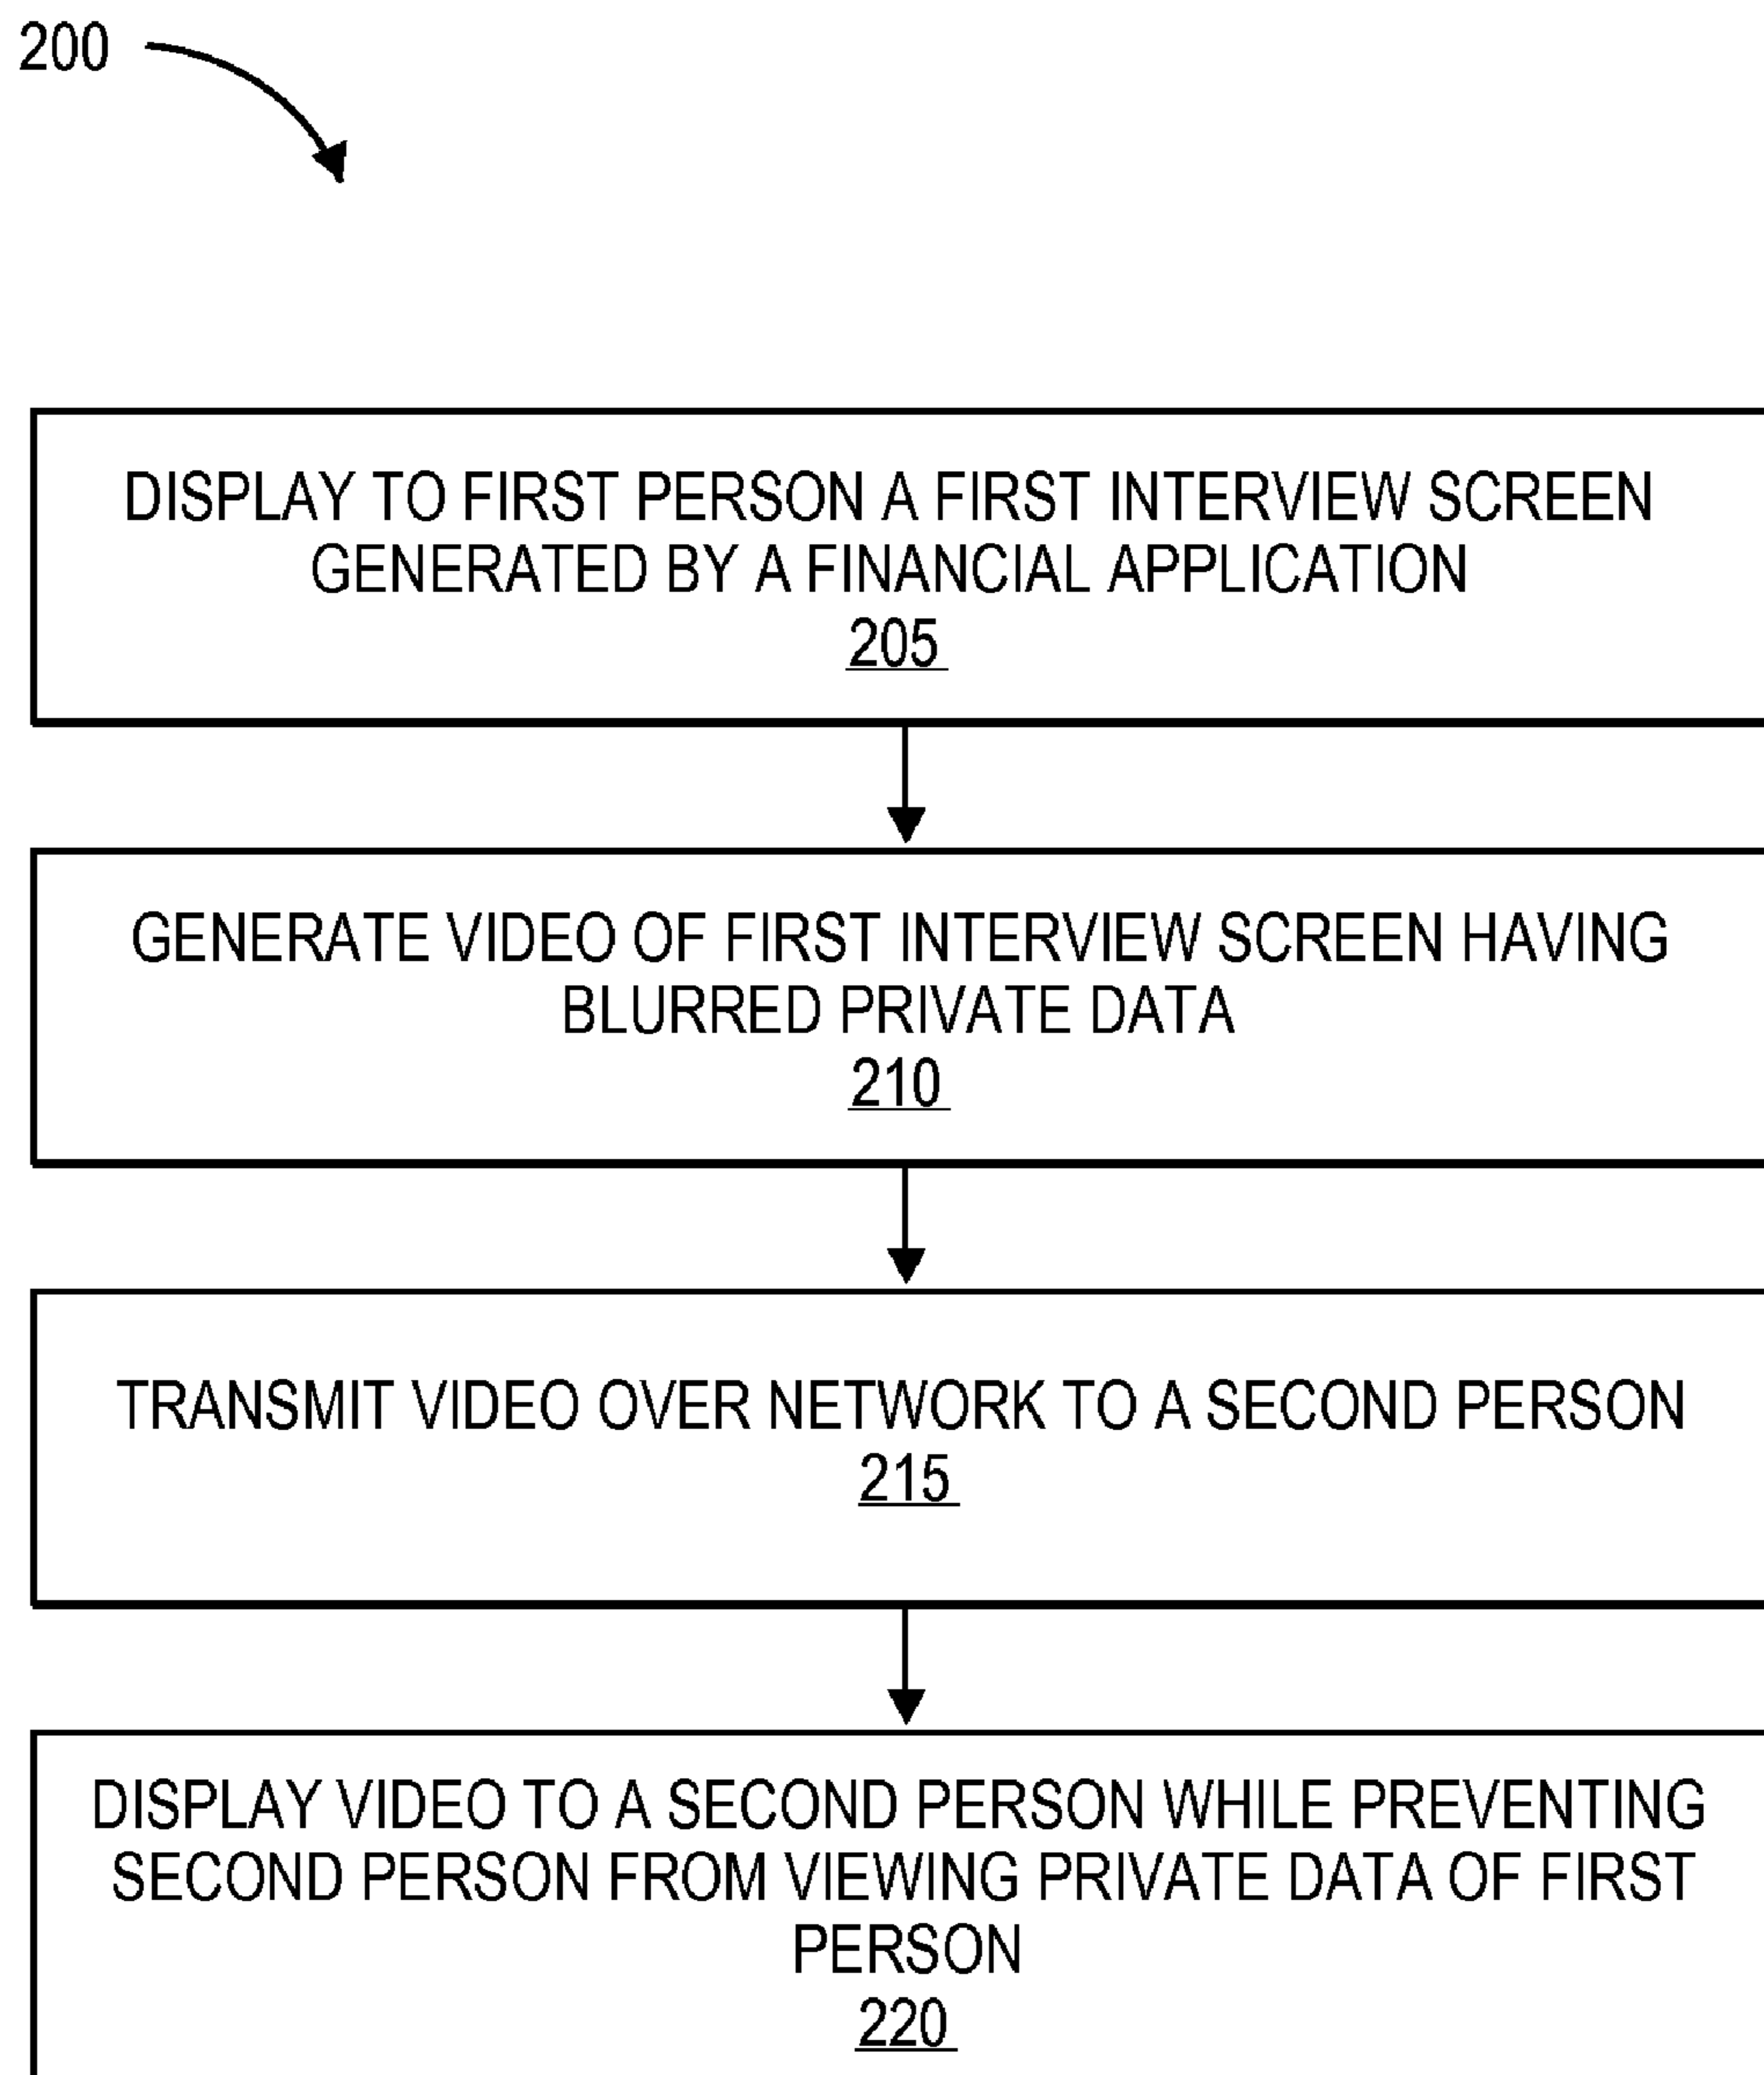 200
DISPLAY TO FIRST PERSON A FIRST INTERVIEW SCREEN
GENERATED BY A FINANCIAL APPLICATION
205
GENERATE VIDEO OF FIRST INTERVIEW SCREEN HAVING
BLURRED PRIVATE DATA
210
TRANSMIT VIDEO OVER NETWORK TO A SECOND PERSON
215
DISPLAY VIDEO TO A SECOND PERSON WHILE PREVENTING
SECOND PERSON FROM VIEWING PRIVATE DATA OF FIRST
PERSON
220